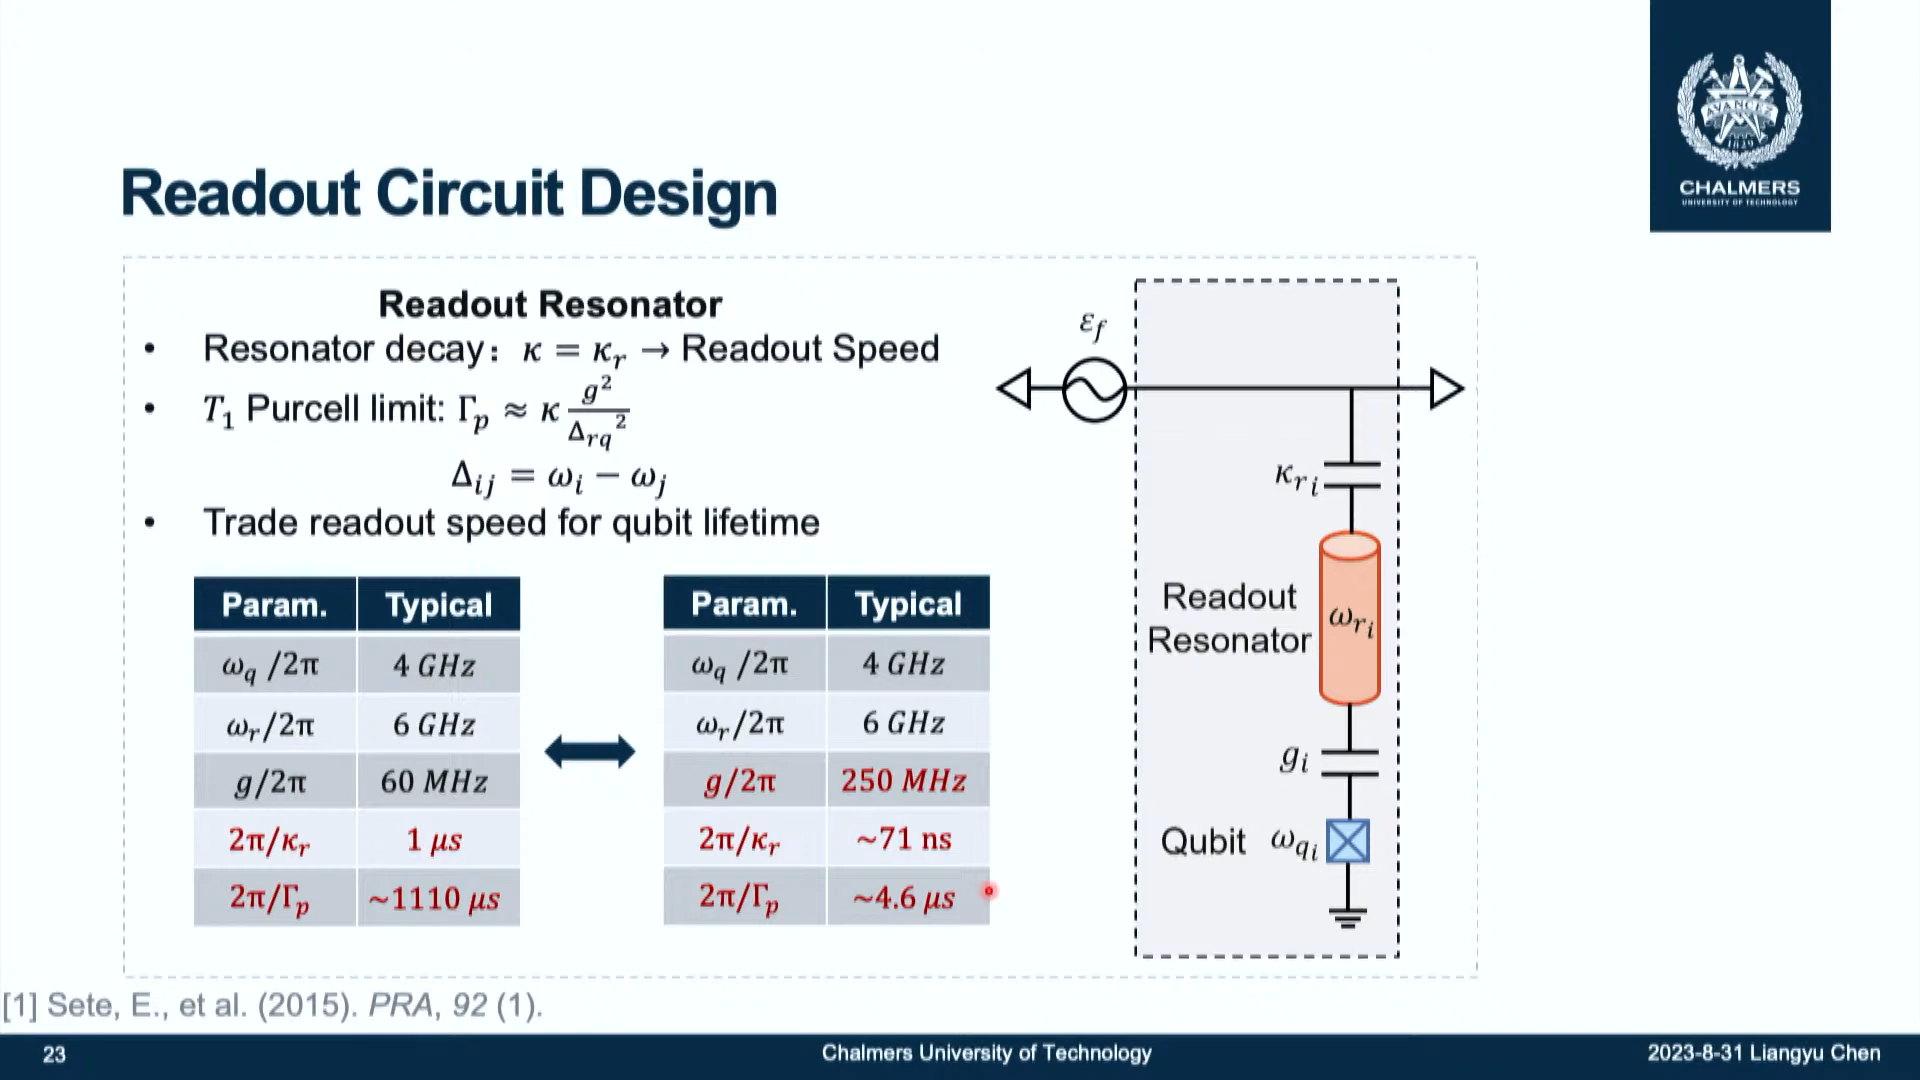 AVANCEZ
1829
CHALMERS
UNIVERSITY OF TECHNOLOGY
Readout Circuit Design
Readout Resonator
• Resonator decay: κ = κ_r → Readout Speed
• T₁ Purcell limit: Γ_p ≈ κ g²/Δ_rq²
Δ_ij = ω_i − ω_j
• Trade readout speed for qubit lifetime
Param. Typical
ω_q /2π 4 GHz
ω_r/2π 6 GHz
g/2π 60 MHz
2π/κ_r 1 μs
2π/Γ_p ~1110 μs
Param. Typical
ω_q /2π 4 GHz
ω_r/2π 6 GHz
g/2π 250 MHz
2π/κ_r ~71 ns
2π/Γ_p ~4.6 μs
ε_f
κ_r_i
Readout
Resonator
ω_r_i
g_i
Qubit ω_q_i
[1] Sete, E., et al. (2015). PRA, 92 (1).
23
Chalmers University of Technology
2023-8-31 Liangyu Chen